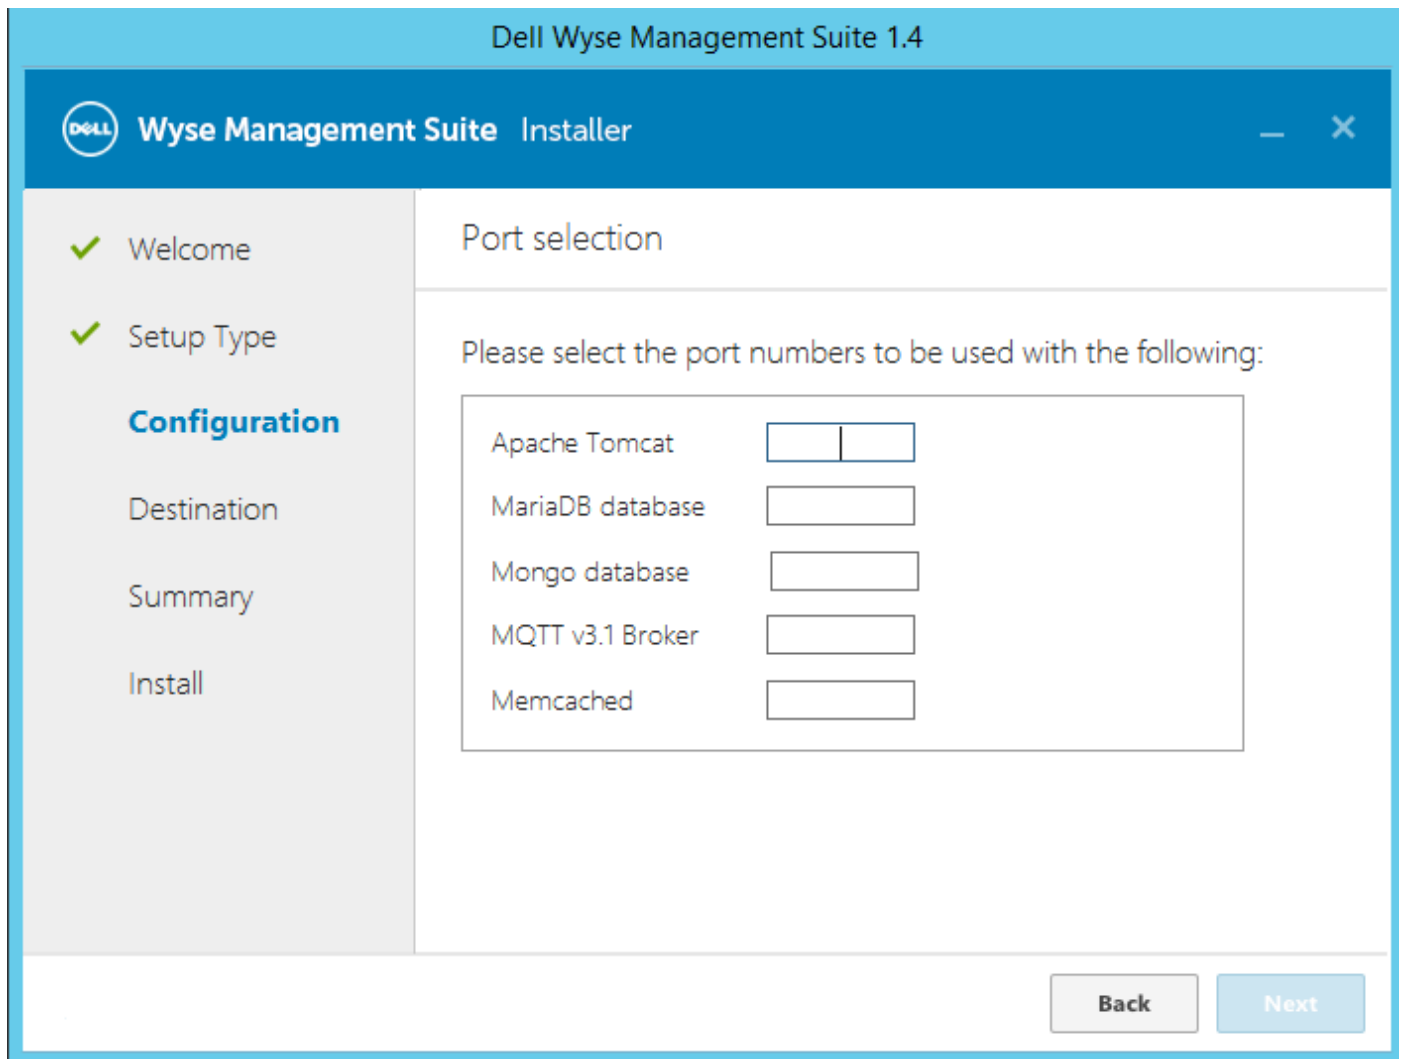 Dell Wyse Management Suite 1.4
DELL Wyse Management Suite Installer
Welcome
Setup Type
Configuration
Destination
Summary
Install
Port selection
Please select the port numbers to be used with the following:
Apache Tomcat
MariaDB database
Mongo database
MQTT v3.1 Broker
Memcached
Back
Next